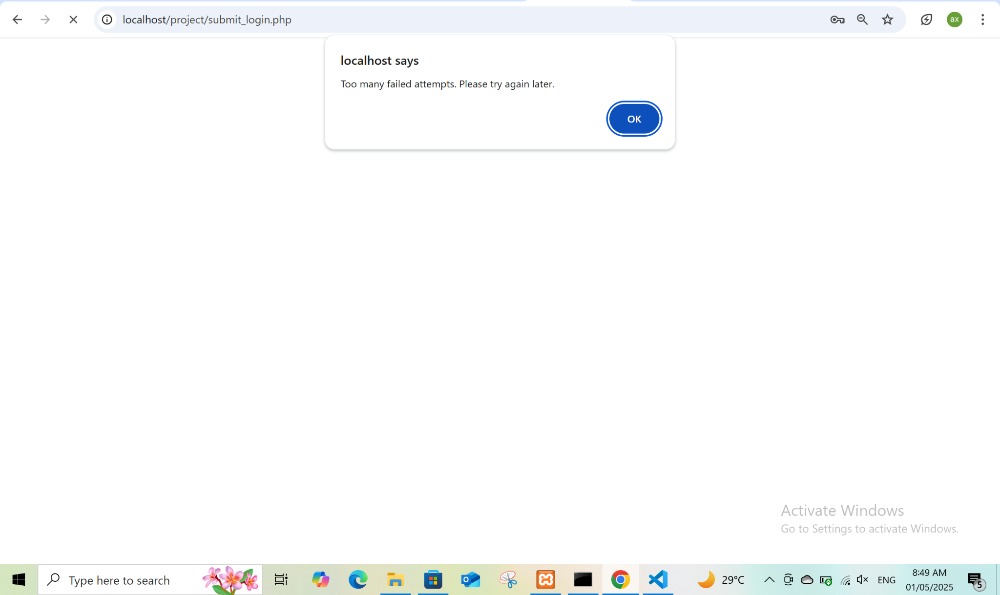 localhost/project/submit_login.php
ax
localhost says
Too many failed attempts. Please try again later.
OK
Activate Windows
Go to Settings to activate Windows.
Type here to search
29°C
ENG
8:49 AM
01/05/2025
5